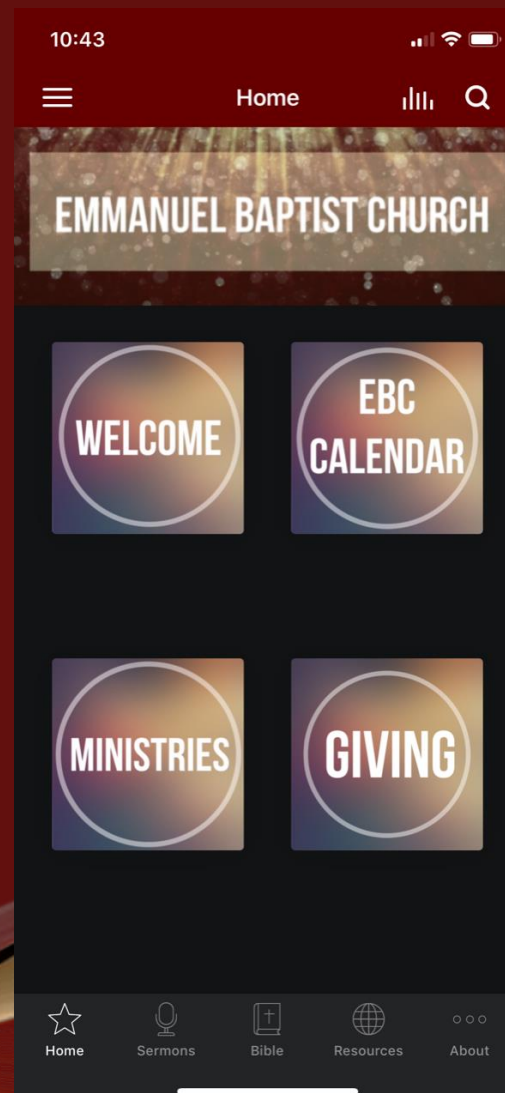 10:43
Home
EMMANUEL BAPTIST CHURCH
WELCOME
EBC
CALENDAR
MINISTRIES
GIVING
Home
Sermons
Bible
Resources
About